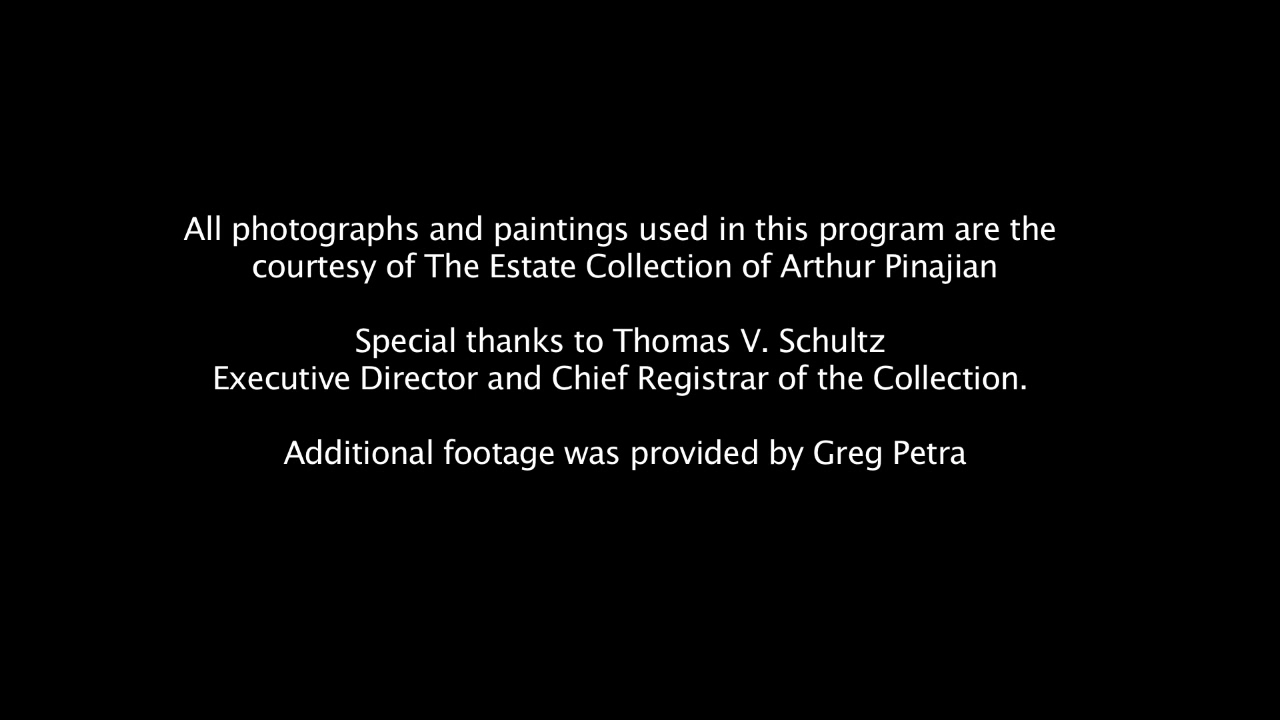 All photographs and paintings used in this program are the
courtesy of The Estate Collection of Arthur Pinajian
Special thanks to Thomas V. Schultz
Executive Director and Chief Registrar of the Collection.
Additional footage was provided by Greg Petra